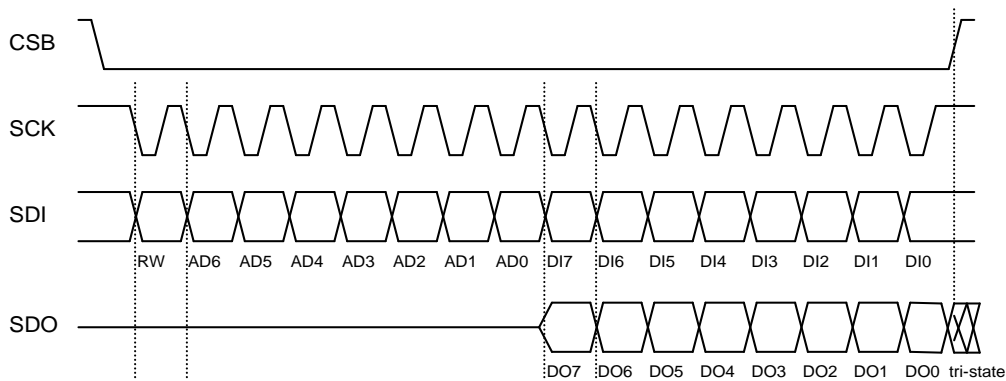 CSB
SCK
SDI
RW AD6 AD5 AD4 AD3 AD2 AD1 AD0 DI7 DI6 DI5 DI4 DI3 DI2 DI1 DI0
SDO
DO7 DO6 DO5 DO4 DO3 DO2 DO1 DO0 tri-state